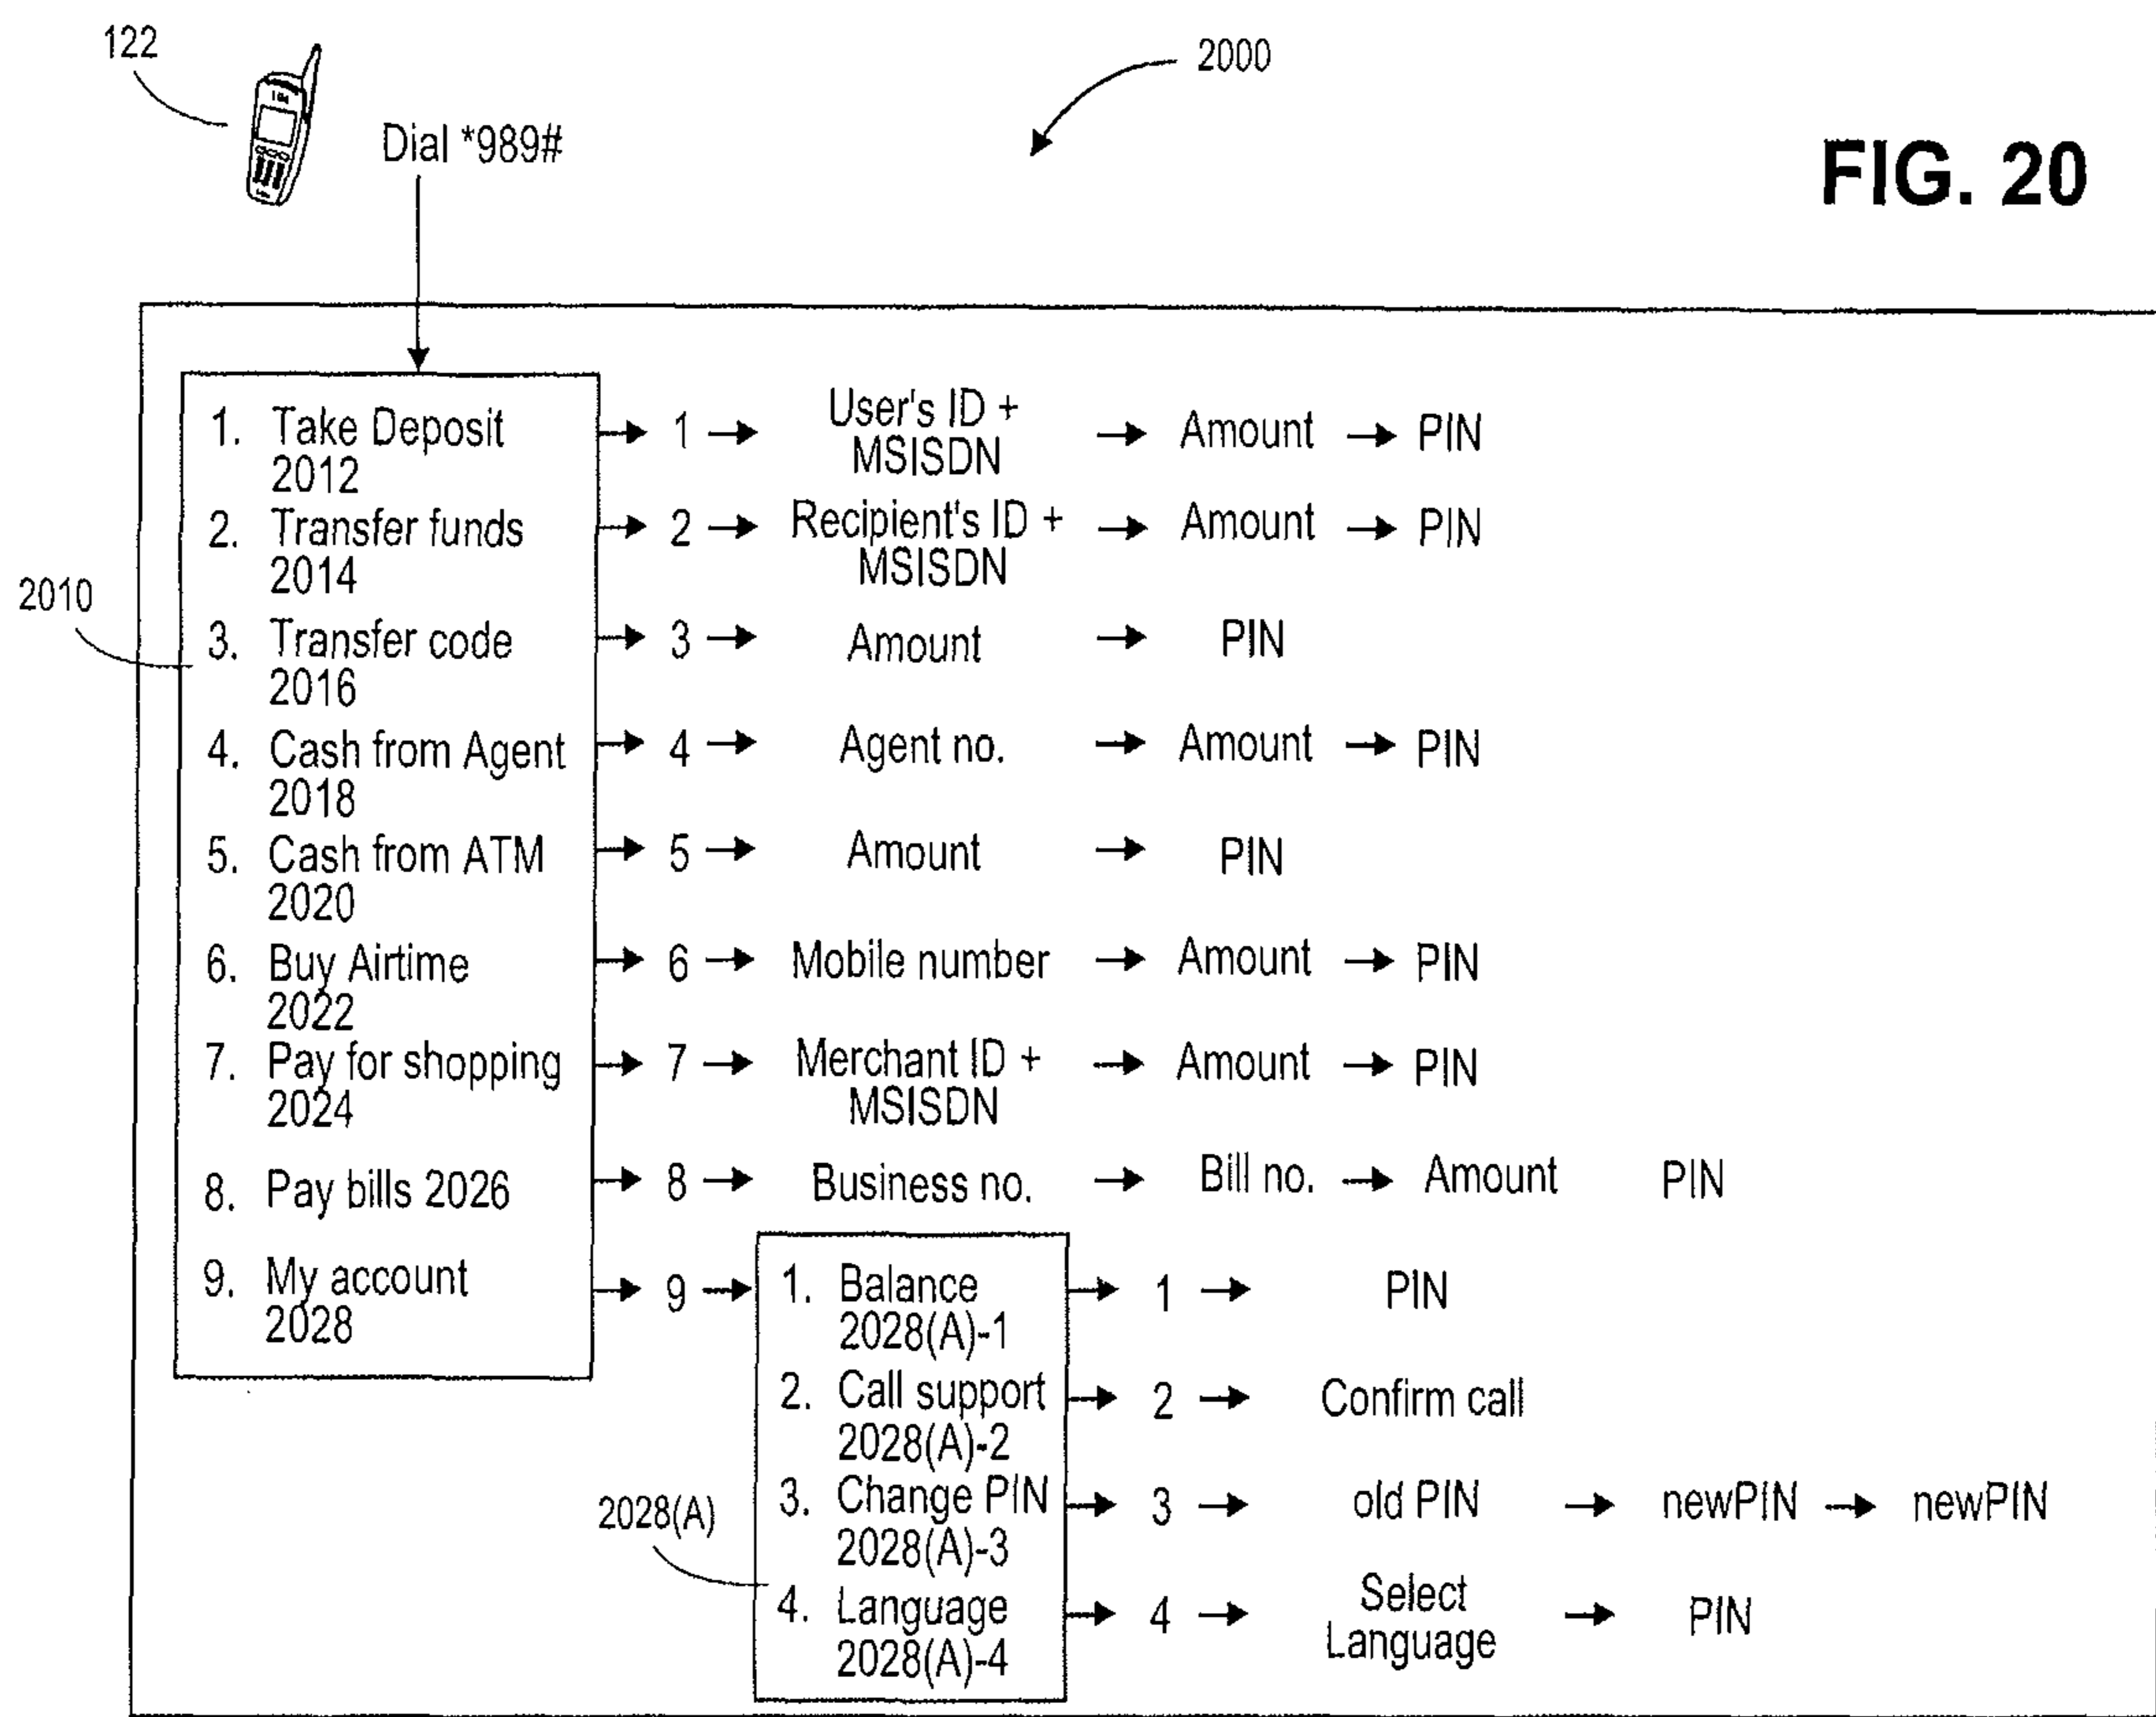 122
2000
Dial *989#
FIG. 20
1. Take Deposit
2012
1
User's ID +
MSISDN
Amount
PIN
2. Transfer funds
2014
2
Recipient's ID +
MSISDN
Amount
PIN
2010
3. Transfer code
2016
3
Amount
PIN
4. Cash from Agent
2018
4
Agent no.
Amount
PIN
5. Cash from ATM
2020
5
Amount
PIN
6. Buy Airtime
2022
6
Mobile number
Amount
PIN
7. Pay for shopping
2024
7
Merchant ID +
MSISDN
Amount
PIN
8. Pay bills 2026
8
Business no.
Bill no.
Amount
PIN
9. My account
2028
9
1. Balance
2028(A)-1
1
PIN
2. Call support
2028(A)-2
2
Confirm call
2028(A)
3. Change PIN
2028(A)-3
3
old PIN
newPIN
newPIN
4. Language
2028(A)-4
4
Select
Language
PIN